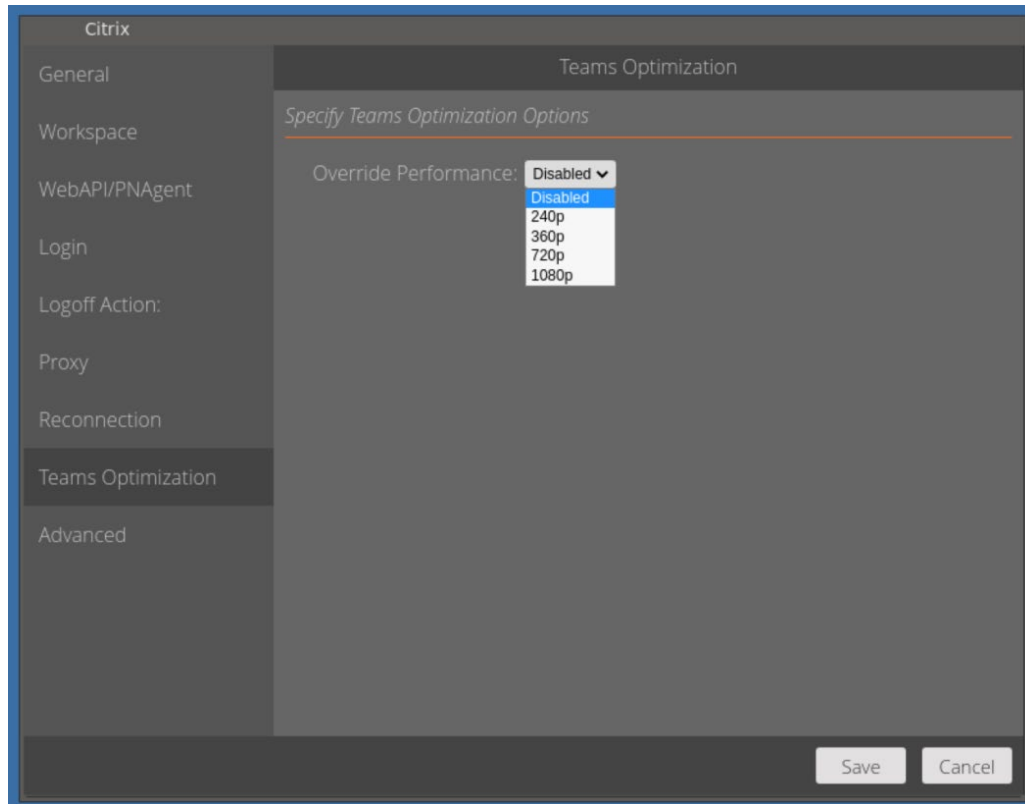 Citrix
General
Workspace
WebAPI/PNAgent
Login
Logoff Action:
Proxy
Reconnection
Teams Optimization
Advanced
Teams Optimization
Specify Teams Optimization Options
Override Performance: Disabled
Disabled
240p
360p
720p
1080p
Save Cancel